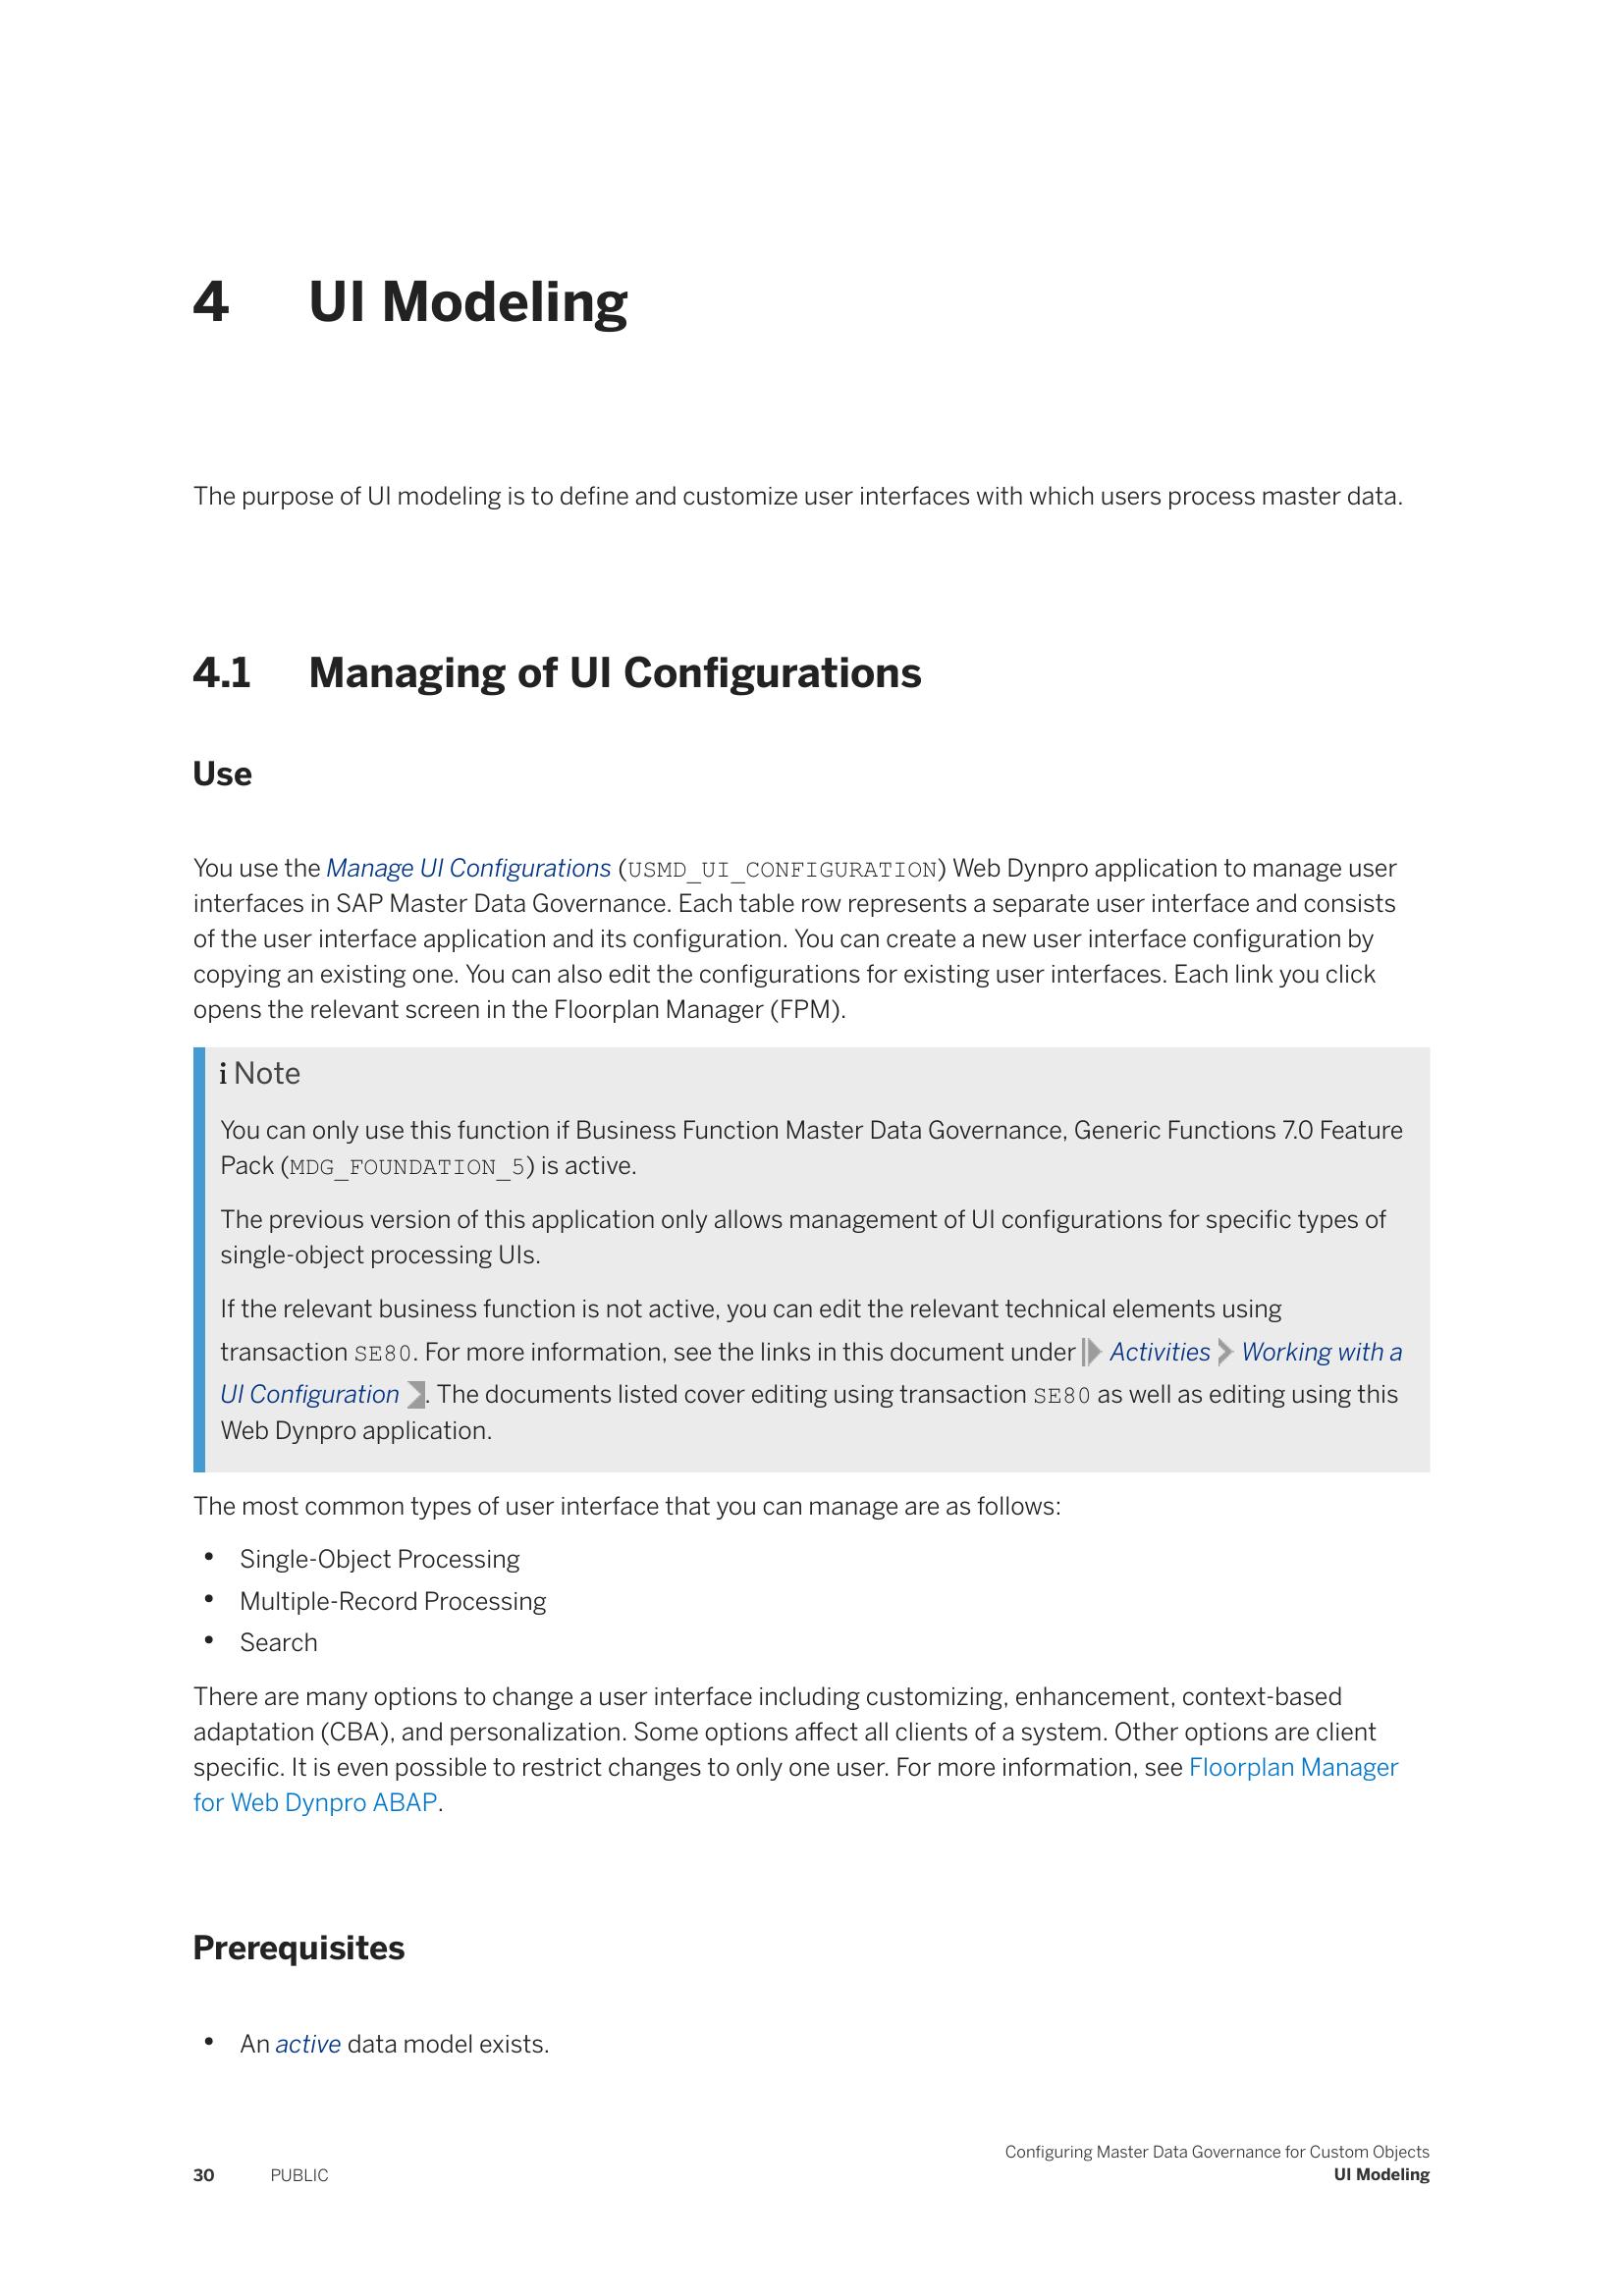 4 UI Modeling
The purpose of UI modeling is to define and customize user interfaces with which users process master data.
4.1 Managing of UI Configurations
Use
You use the Manage UI Configurations (USMD_UI_CONFIGURATION) Web Dynpro application to manage user
interfaces in SAP Master Data Governance. Each table row represents a separate user interface and consists
of the user interface application and its configuration. You can create a new user interface configuration by
copying an existing one. You can also edit the configurations for existing user interfaces. Each link you click
opens the relevant screen in the Floorplan Manager (FPM).
i Note
You can only use this function if Business Function Master Data Governance, Generic Functions 7.0 Feature
Pack (MDG_FOUNDATION_5) is active.
The previous version of this application only allows management of UI configurations for specific types of
single-object processing UIs.
If the relevant business function is not active, you can edit the relevant technical elements using
transaction SE80. For more information, see the links in this document under Activities Working with a
UI Configuration . The documents listed cover editing using transaction SE80 as well as editing using this
Web Dynpro application.
The most common types of user interface that you can manage are as follows:
• Single-Object Processing
• Multiple-Record Processing
• Search
There are many options to change a user interface including customizing, enhancement, context-based
adaptation (CBA), and personalization. Some options affect all clients of a system. Other options are client
specific. It is even possible to restrict changes to only one user. For more information, see Floorplan Manager
for Web Dynpro ABAP.
Prerequisites
• An active data model exists.
Configuring Master Data Governance for Custom Objects
30 PUBLIC UI Modeling